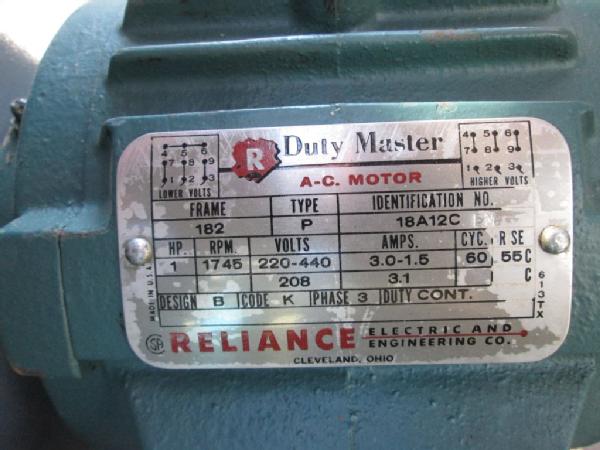 R Duty Master
A-C. MOTOR
4 5 6
7 8 9
1 2 3
LOWER VOLTS
4 5 6
7 8 9
1 2 3
HIGHER VOLTS
FRAME TYPE IDENTIFICATION NO.
182 P 18A12C
HP. RPM. VOLTS AMPS. CYC. R SE
1 1745 220-440 3.0-1.5 60 55C
208 3.1 C
DESIGN B CODE K PHASE 3 DUTY CONT.
MADE IN U.S.A.
613TX
RELIANCE ELECTRIC AND
ENGINEERING CO.
CLEVELAND, OHIO